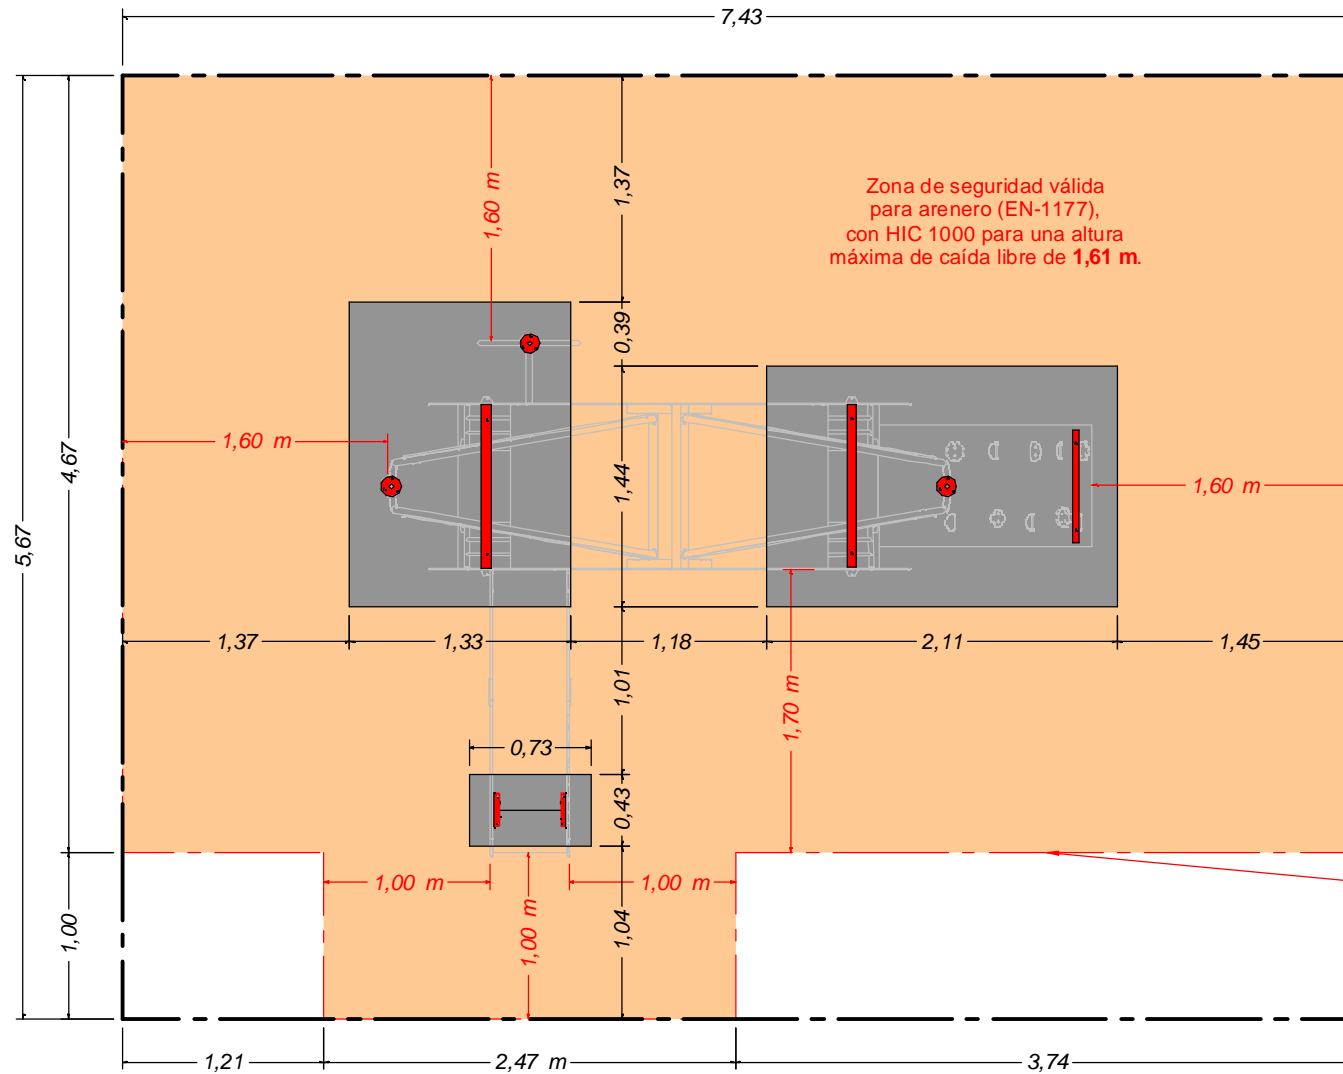 7,43
1,60 m
1,37
Zona de seguridad válida
para arenero (EN-1177),
con HIC 1000 para una altura
máxima de caída libre de 1,61 m.
0,39
1,60 m
4,67
1,44
1,60 m
5,67
1,37
1,33
1,18
2,11
1,45
1,01
1,70 m
0,73
0,43
1,00 m
1,00 m
1,00
1,00 m
1,04
1,21
2,47 m
3,74